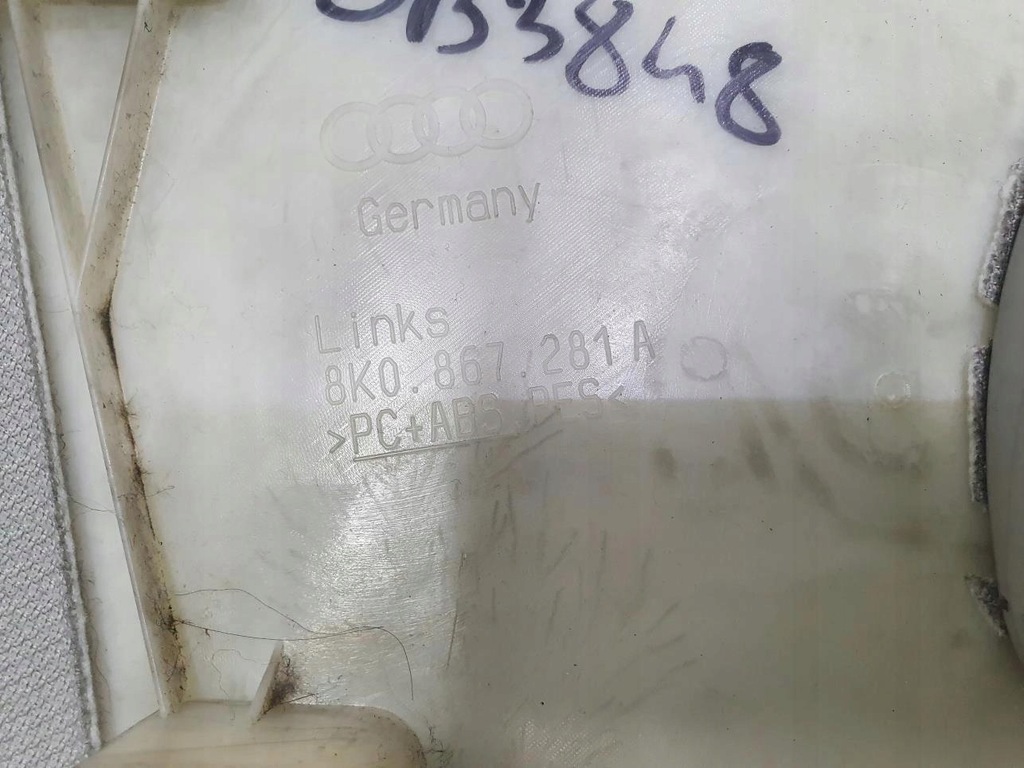 Germany
Links
8K0.867.281 A
>PC+ABS.PES<